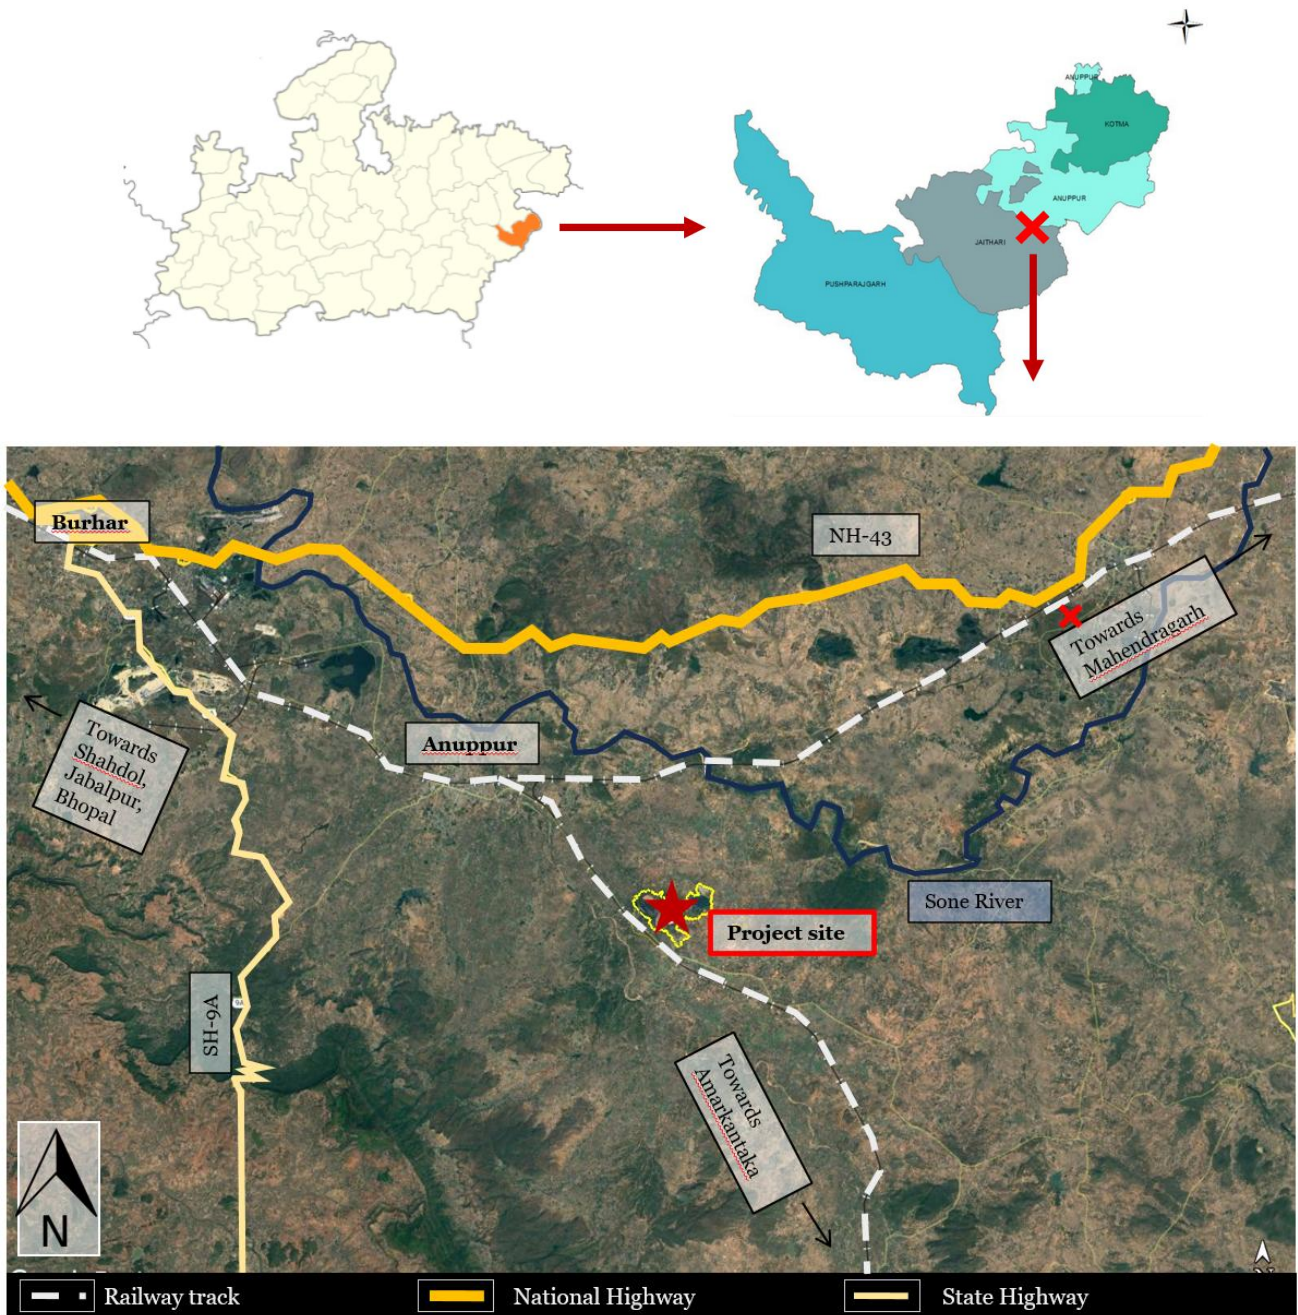 ANUPPUR
KOTMA
ANUPPUR
JAITHARI
PUSHPARAJGARH
Burhar
NH-43
Towards
Mahendragarh
Anuppur
Towards
Shahdol,
Jabalpur,
Bhopal
Sone River
Project site
SH-9A
9A
Towards
Amarkantaka
N
Railway track
National Highway
State Highway